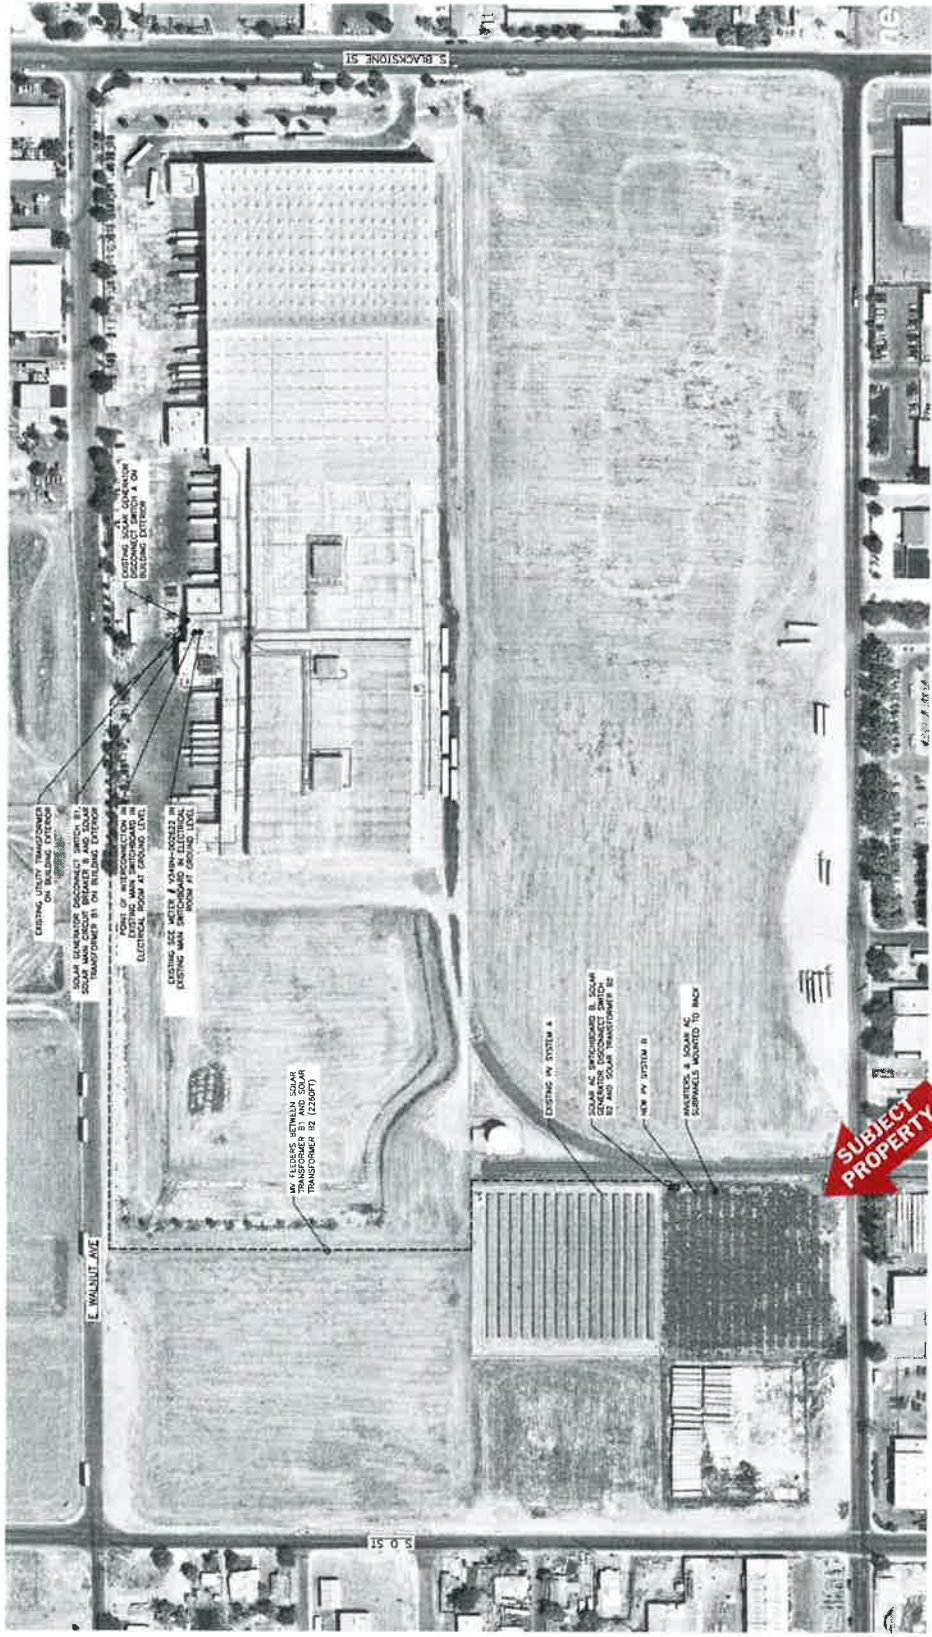 S. BLACKSTONE ST
EXISTING SOLAR GENERATOR
DISCONNECT SWITCH A ON
BUILDING EXTERIOR
EXISTING UTILITY TRANSFORMER
ON BUILDING EXTERIOR
SOLAR GENERATOR DISCONNECT SWITCH B1,
SOLAR MAIN CIRCUIT BREAKER B AND SOLAR
TRANSFORMER B1 ON BUILDING EXTERIOR
POINT OF INTERCONNECTION IN
EXISTING MAIN SWITCHBOARD IN
ELECTRICAL ROOM AT GROUND LEVEL
EXISTING SCE METER # V349N-002622 IN
EXISTING MAIN SWITCHBOARD IN ELECTRICAL
ROOM AT GROUND LEVEL
MV FEEDERS BETWEEN SOLAR
TRANSFORMER B1 AND SOLAR
TRANSFORMER B2 (2260FT)
EXISTING PV SYSTEM A
SOLAR AC SWITCHBOARD B, SOLAR
GENERATOR DISCONNECT SWITCH
B2 AND SOLAR TRANSFORMER B2
NEW PV SYSTEM B
INVERTERS & SOLAR AC
SUBPANELS MOUNTED TO RACK
SUBJECT
PROPERTY
E WALNUT AVE
S O ST